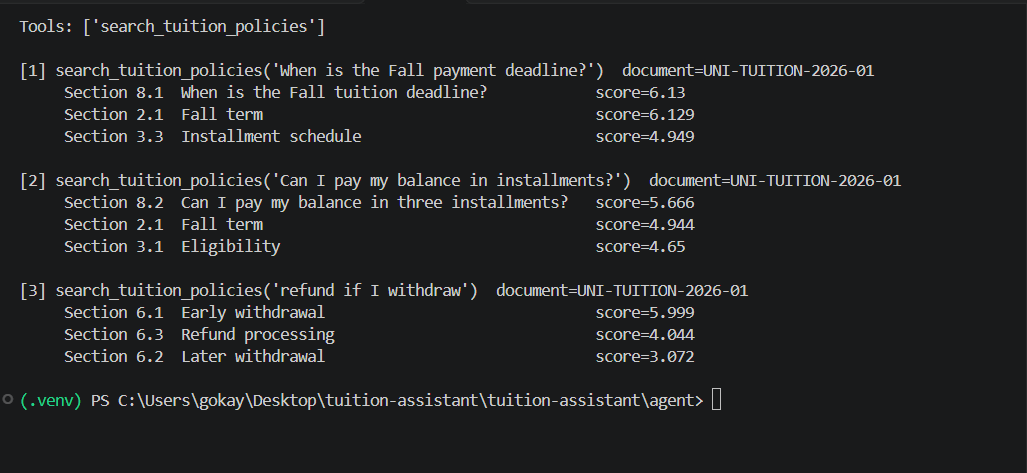 Tools: ['search_tuition_policies']
[1] search_tuition_policies('When is the Fall payment deadline?')  document=UNI-TUITION-2026-01
Section 8.1  When is the Fall tuition deadline?  score=6.13
Section 2.1  Fall term  score=6.129
Section 3.3  Installment schedule  score=4.949
[2] search_tuition_policies('Can I pay my balance in installments?')  document=UNI-TUITION-2026-01
Section 8.2  Can I pay my balance in three installments?  score=5.666
Section 2.1  Fall term  score=4.944
Section 3.1  Eligibility  score=4.65
[3] search_tuition_policies('refund if I withdraw')  document=UNI-TUITION-2026-01
Section 6.1  Early withdrawal  score=5.999
Section 6.3  Refund processing  score=4.044
Section 6.2  Later withdrawal  score=3.072
(.venv) PS C:\Users\gokay\Desktop\tuition-assistant\tuition-assistant\agent>